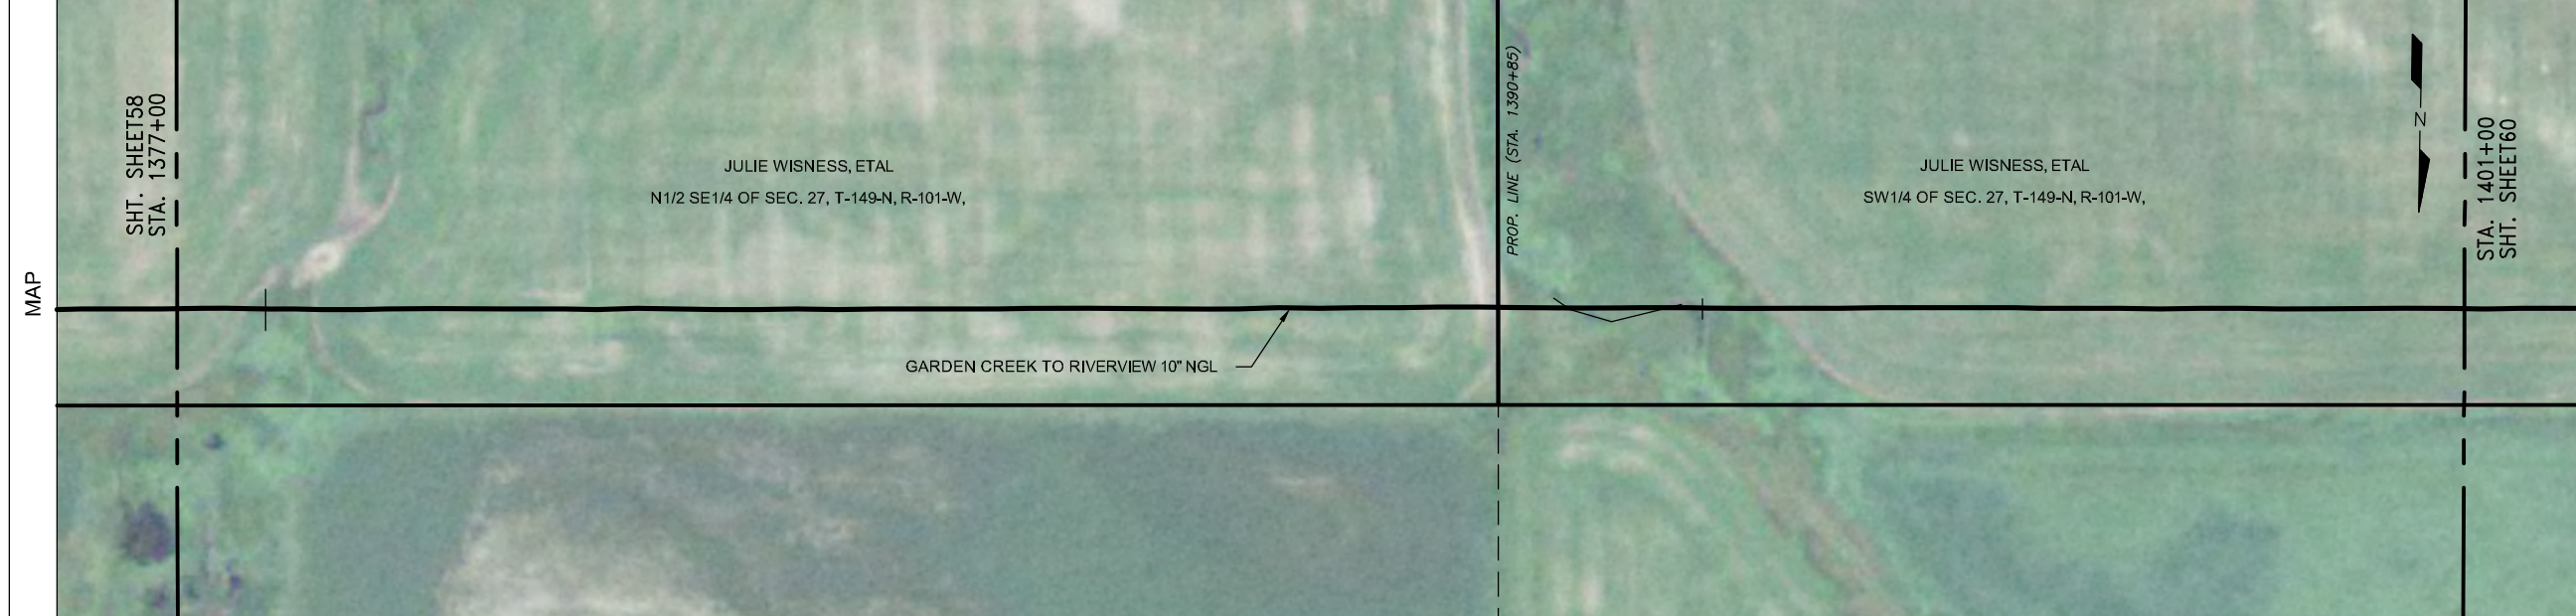 MAP
SHT. SHEET58
STA. 1377+00
JULIE WISNESS, ETAL
N1/2 SE1/4 OF SEC. 27, T-149-N, R-101-W,
GARDEN CREEK TO RIVERVIEW 10" NGL
PROP. LINE (STA. 1390+85)
JULIE WISNESS, ETAL
SW1/4 OF SEC. 27, T-149-N, R-101-W,
N
STA. 1401+00
SHT. SHEET60